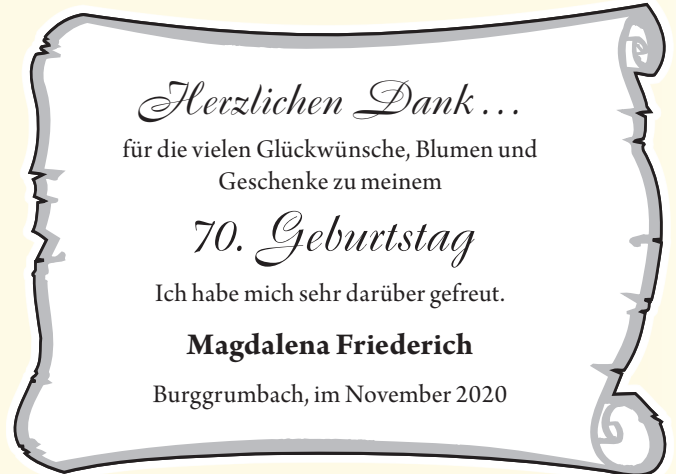 Herzlichen Dank...
für die vielen Glückwünsche, Blumen und
Geschenke zu meinem
70. Geburtstag
Ich habe mich sehr darüber gefreut.
Magdalena Friederich
Burggrumbach, im November 2020